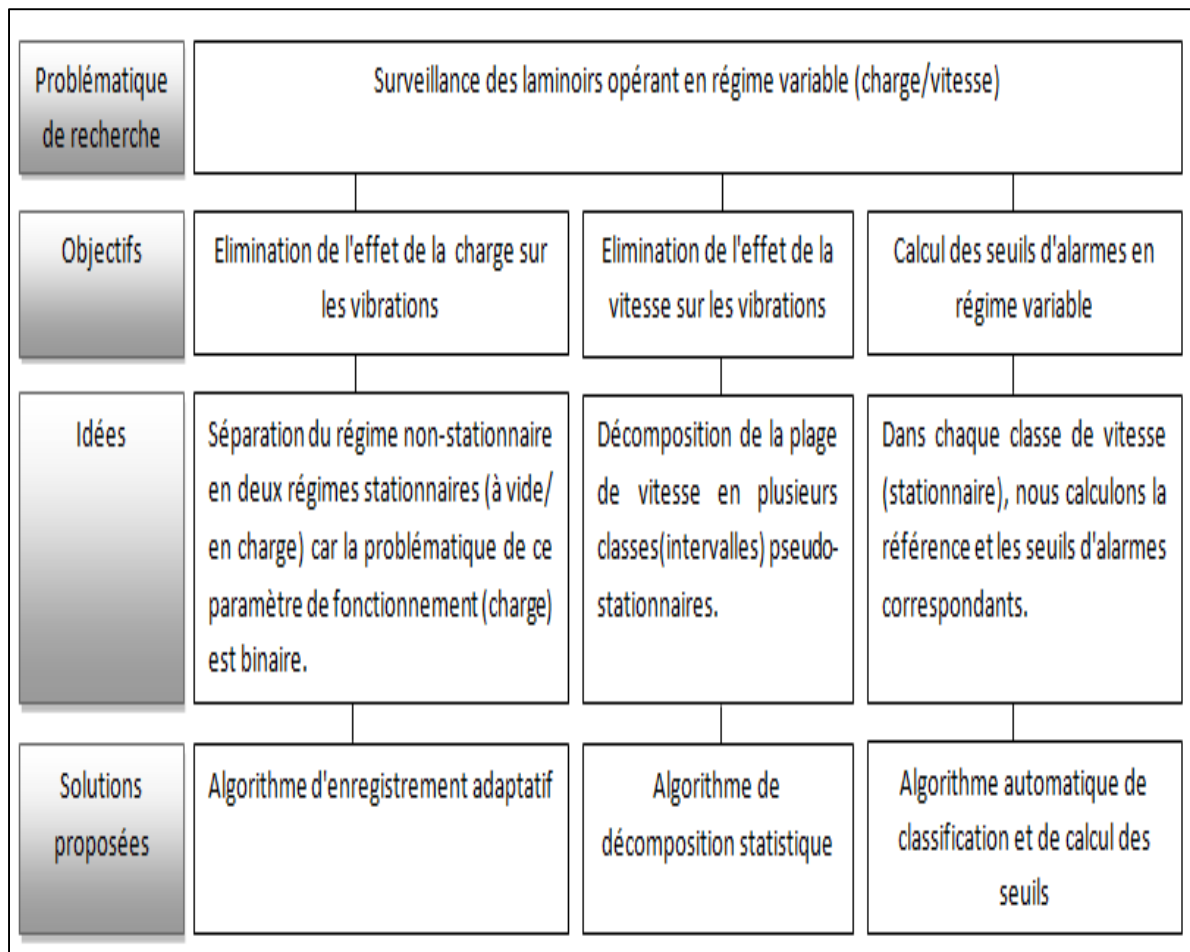 Problématique
de recherche
Surveillance des laminoirs opérant en régime variable (charge/vitesse)
Objectifs
Elimination de l'effet de la charge sur
les vibrations
Elimination de l'effet de la
vitesse sur les vibrations
Calcul des seuils d'alarmes en
régime variable
Idées
Séparation du régime non-stationnaire
en deux régimes stationnaires (à vide/
en charge) car la problématique de ce
paramètre de fonctionnement (charge)
est binaire.
Décomposition de la plage
de vitesse en plusieurs
classes(intervalles) pseudo-
stationnaires.
Dans chaque classe de vitesse
(stationnaire), nous calculons la
référence et les seuils d'alarmes
correspondants.
Solutions
proposées
Algorithme d'enregistrement adaptatif
Algorithme de
décomposition statistique
Algorithme automatique de
classification et de calcul des
seuils